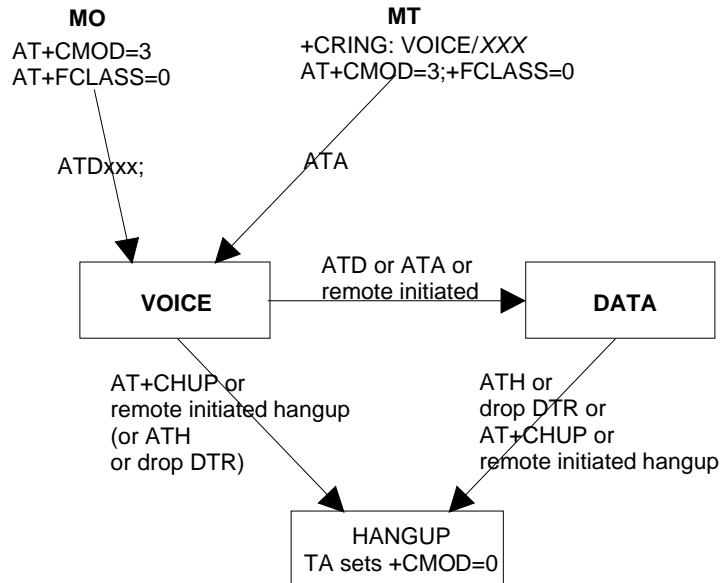 MO
AT+CMOD=3
AT+FCLASS=0
MT
+CRING: VOICE/XXX
AT+CMOD=3;+FCLASS=0
ATDxxx;
ATA
VOICE
ATD or ATA or
remote initiated
DATA
AT+CHUP or
remote initiated hangup
(or ATH
or drop DTR)
ATH or
drop DTR or
AT+CHUP or
remote initiated hangup
HANGUP
TA sets +CMOD=0